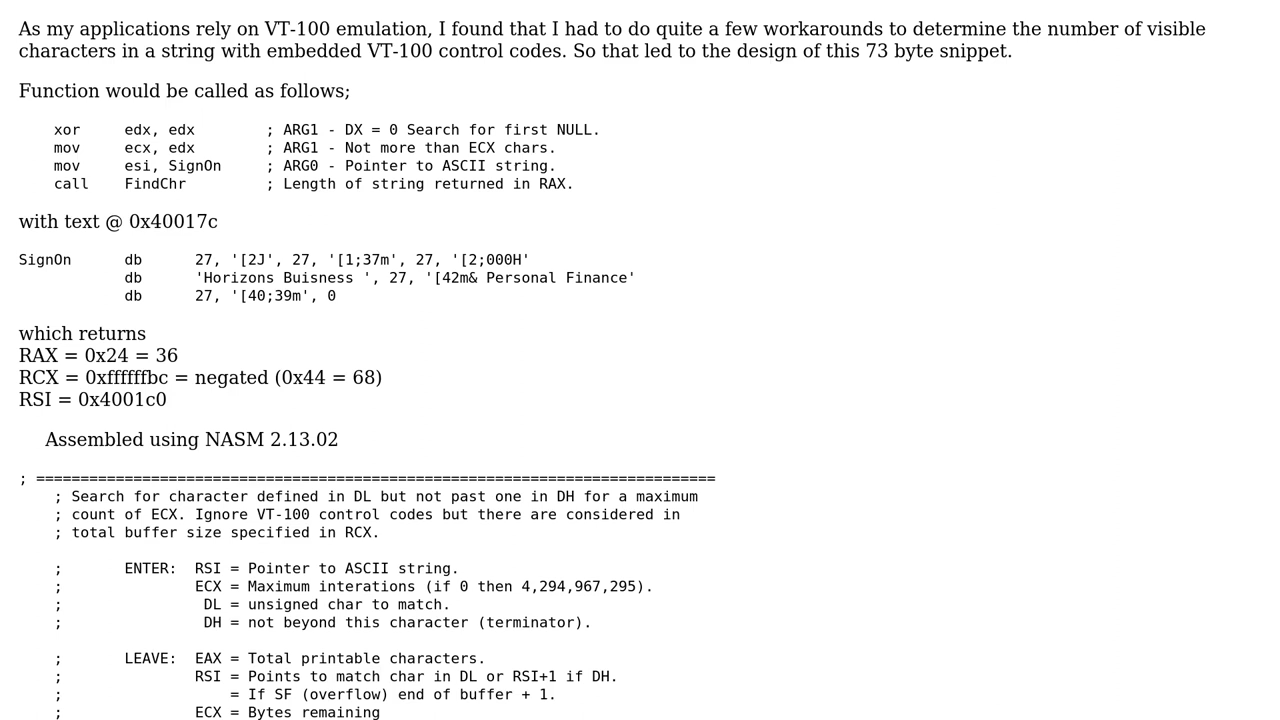 As my applications rely on VT-100 emulation, I found that I had to do quite a few workarounds to determine the number of visible
characters in a string with embedded VT-100 control codes. So that led to the design of this 73 byte snippet.
Function would be called as follows;
    xor     edx, edx        ; ARG1 - DX = 0 Search for first NULL.
    mov     ecx, edx        ; ARG1 - Not more than ECX chars.
    mov     esi, SignOn     ; ARG0 - Pointer to ASCII string.
    call    FindChr         ; Length of string returned in RAX.
with text @ 0x40017c
SignOn      db      27, '[2J', 27, '[1;37m', 27, '[2;000H'
            db      'Horizons Buisness ', 27, '[42m& Personal Finance'
            db      27, '[40;39m', 0
which returns
RAX = 0x24 = 36
RCX = 0xffffffbc = negated (0x44 = 68)
RSI = 0x4001c0
Assembled using NASM 2.13.02
; =============================================================================
    ; Search for character defined in DL but not past one in DH for a maximum
    ; count of ECX. Ignore VT-100 control codes but there are considered in
    ; total buffer size specified in RCX.
    ;       ENTER:  RSI = Pointer to ASCII string.
    ;               ECX = Maximum interations (if 0 then 4,294,967,295).
    ;                DL = unsigned char to match.
    ;                DH = not beyond this character (terminator).
    ;       LEAVE:  EAX = Total printable characters.
    ;               RSI = Points to match char in DL or RSI+1 if DH.
    ;                   = If SF (overflow) end of buffer + 1.
    ;               ECX = Bytes remaining